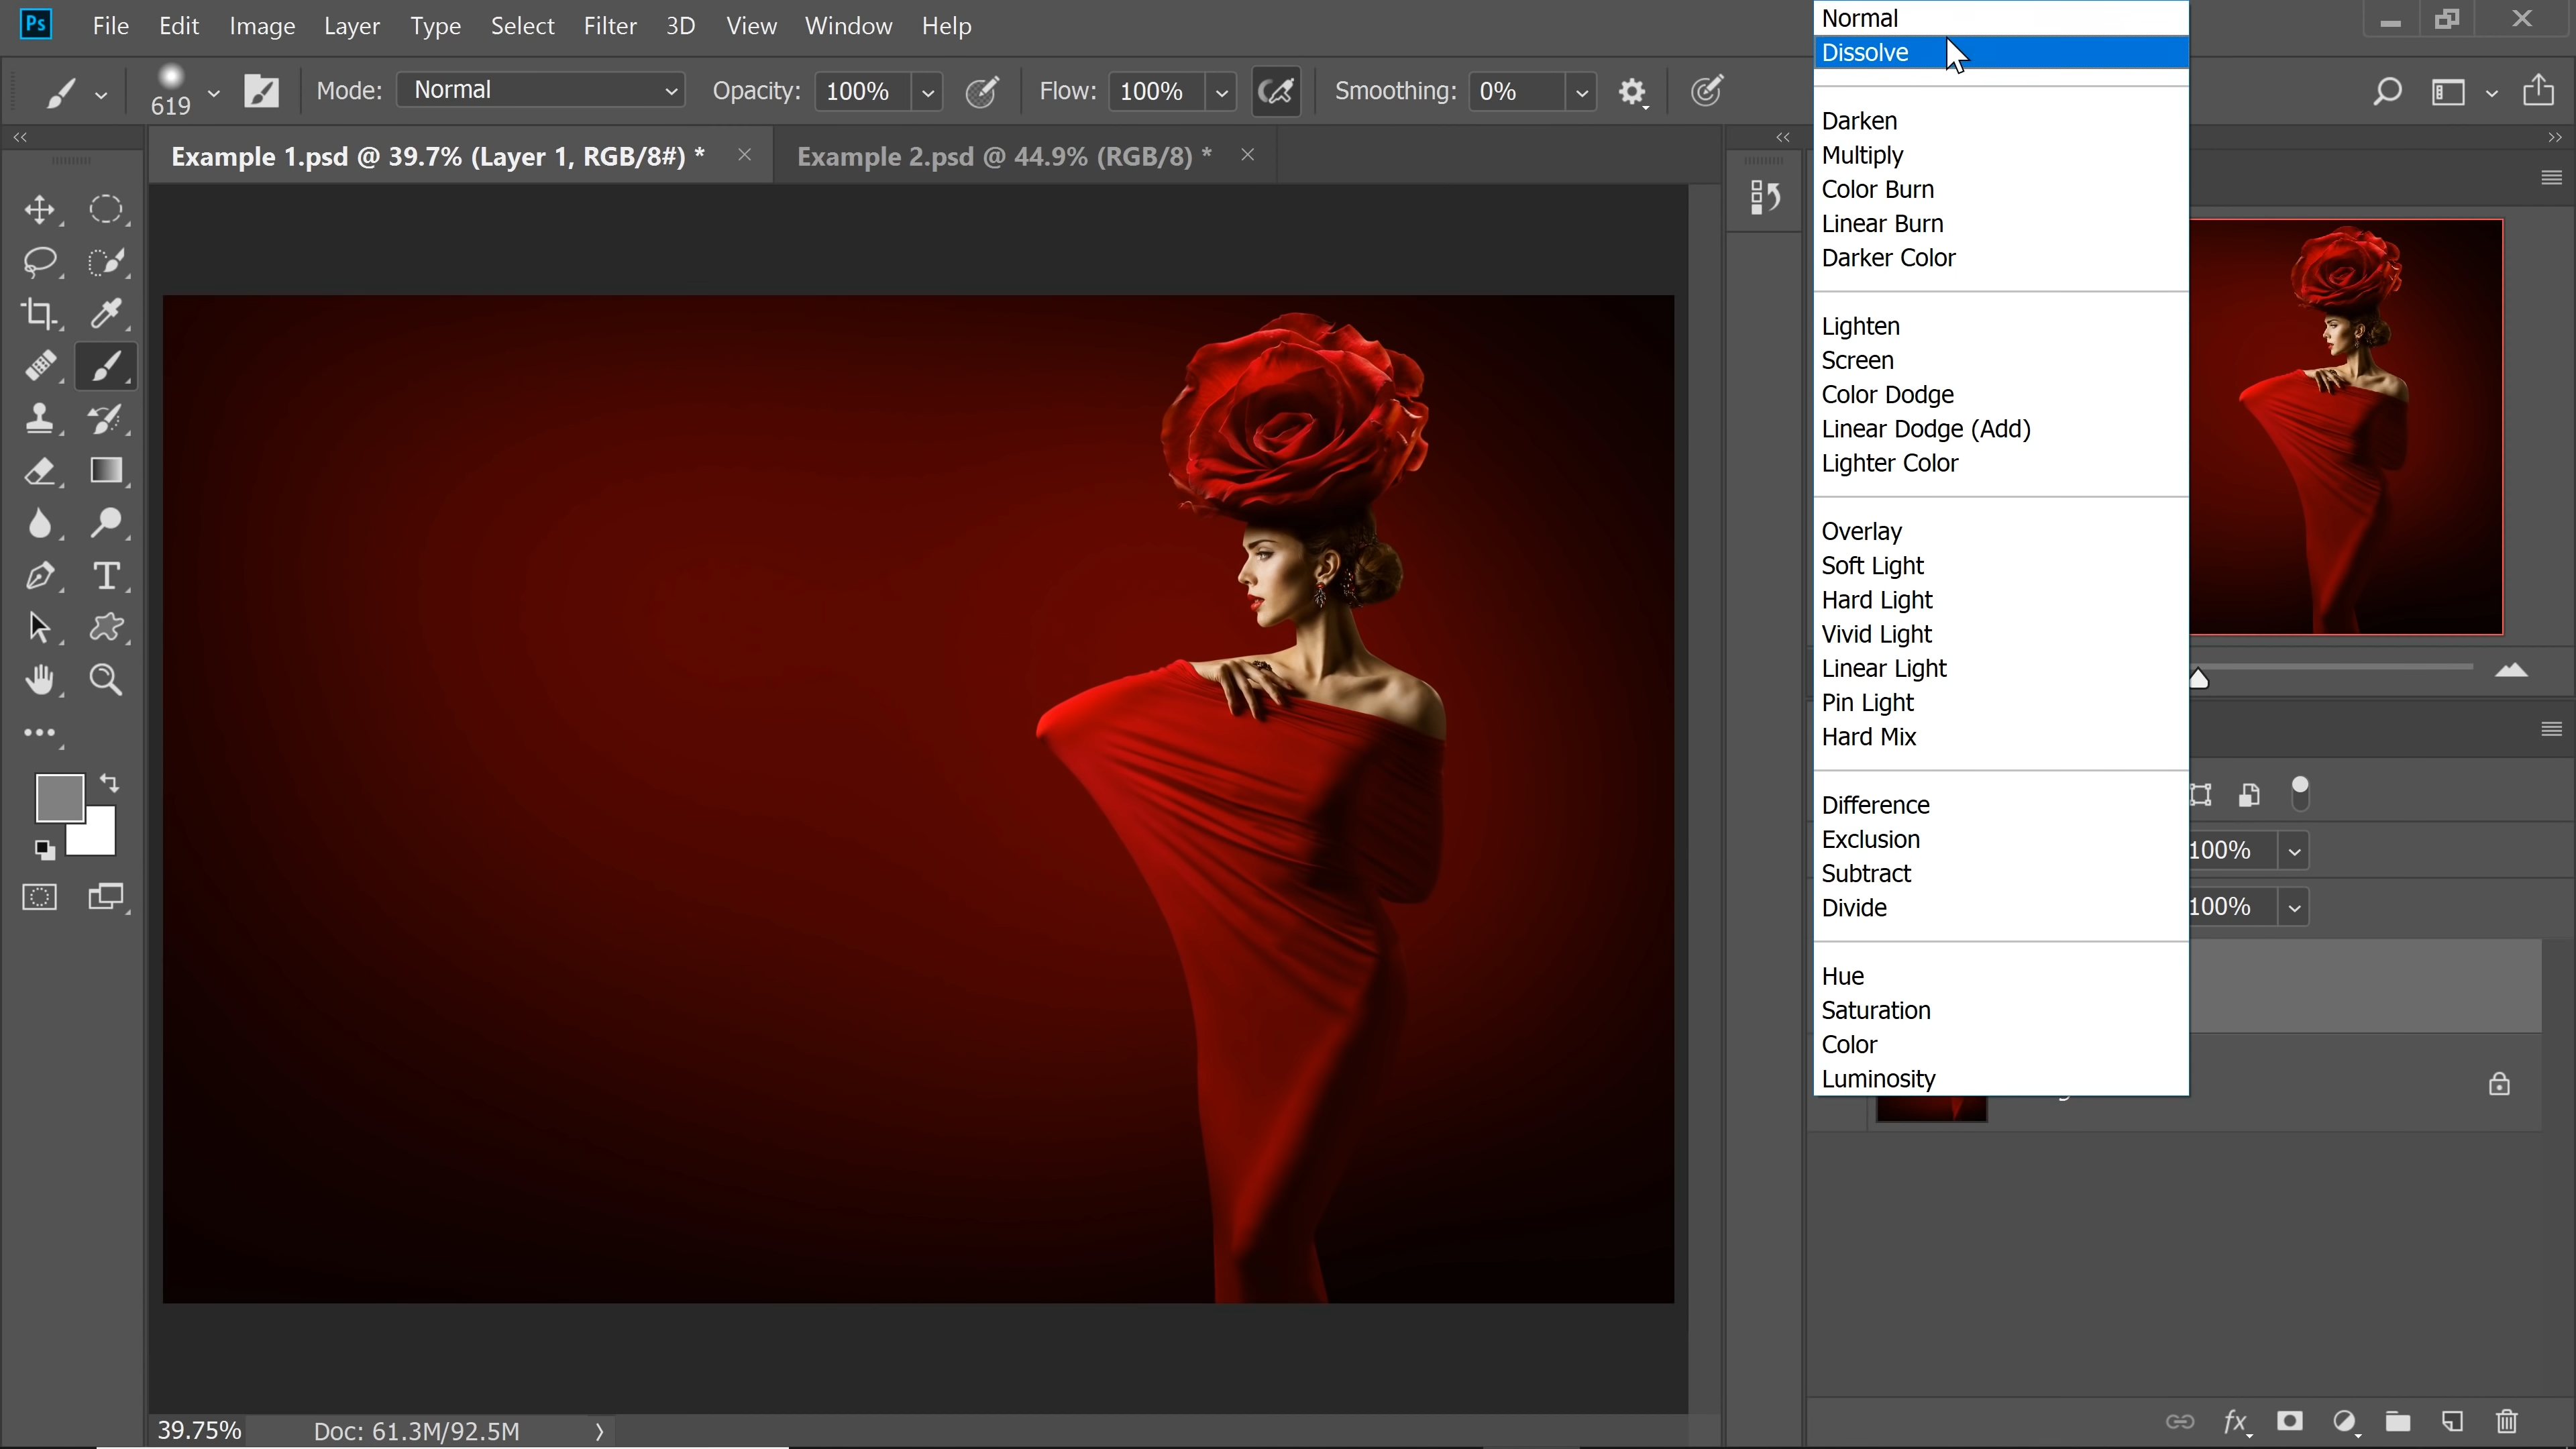 Ps File Edit Image Layer Type Select Filter 3D View Window Help
619 Mode: Normal Opacity: 100% Flow: 100% Smoothing: 0%
Example 1.psd @ 39.7% (Layer 1, RGB/8#) * Example 2.psd @ 44.9% (RGB/8) *
Normal
Dissolve
Darken
Multiply
Color Burn
Linear Burn
Darker Color
Lighten
Screen
Color Dodge
Linear Dodge (Add)
Lighter Color
Overlay
Soft Light
Hard Light
Vivid Light
Linear Light
Pin Light
Hard Mix
Difference
Exclusion
Subtract
Divide
Hue
Saturation
Color
Luminosity
100%
100%
fx
39.75% Doc: 61.3M/92.5M